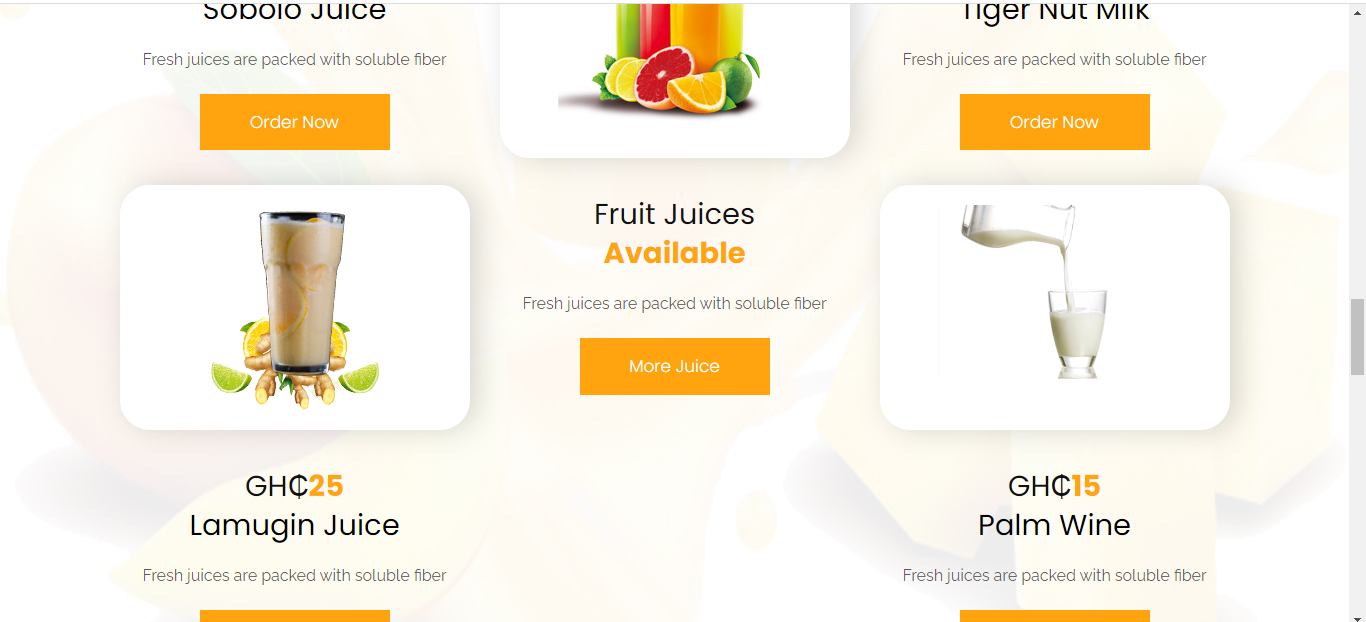 Sobolo Juice
Fresh juices are packed with soluble fiber
Order Now
GH₵25
Lamugin Juice
Fresh juices are packed with soluble fiber
Fruit Juices
Available
Fresh juices are packed with soluble fiber
More Juice
Tiger Nut Milk
Fresh juices are packed with soluble fiber
Order Now
GH₵15
Palm Wine
Fresh juices are packed with soluble fiber